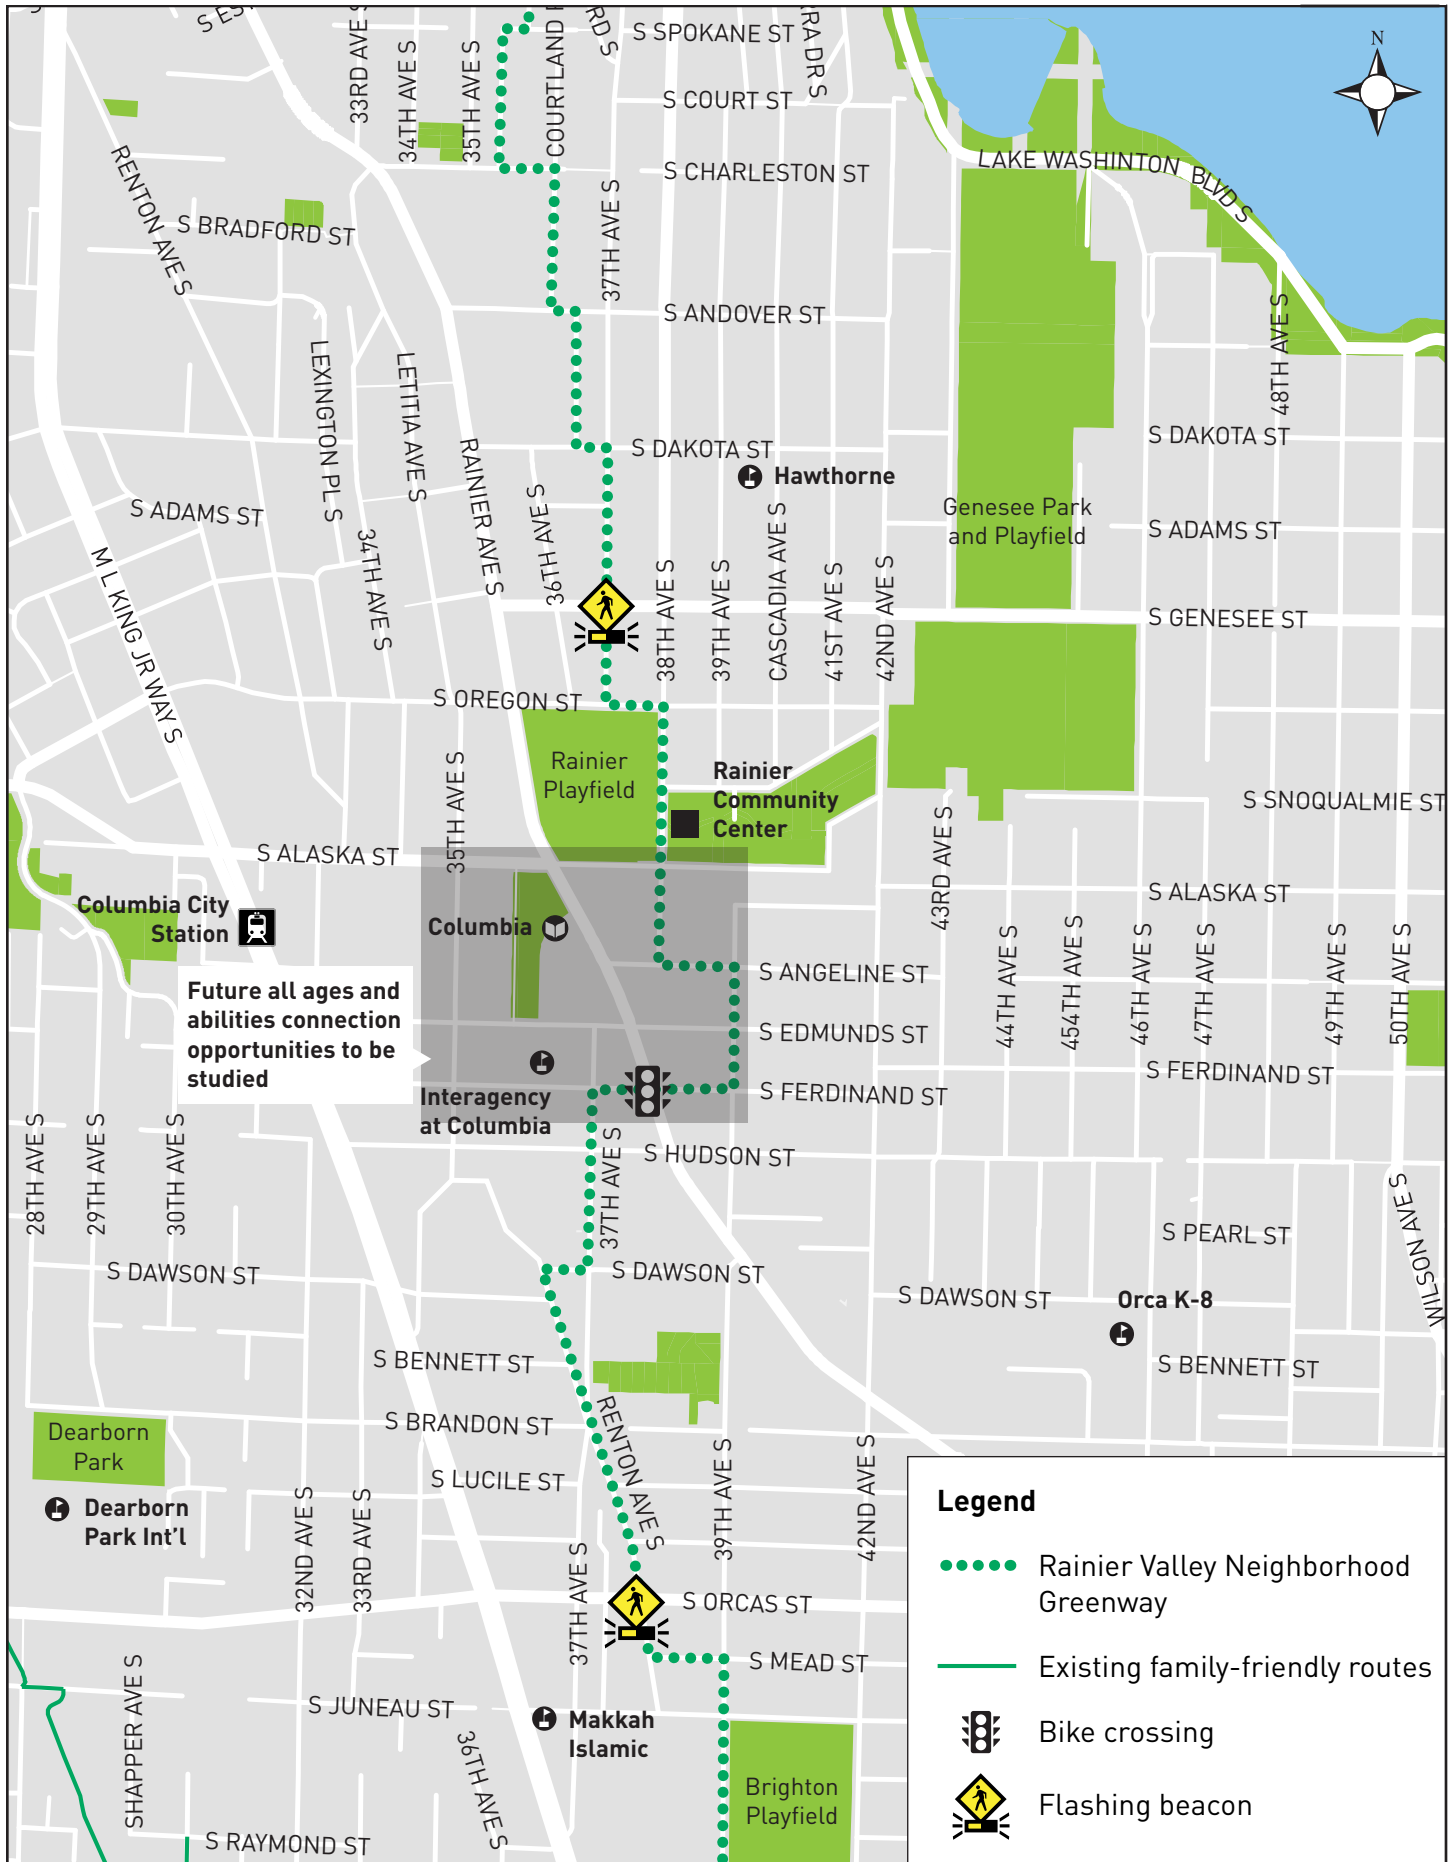 S SPOKANE ST
33RD AVE S
34TH AVE S
35TH AVE S
N
S COURT ST
RENTON AVE S
S CHARLESTON ST
LAKE WASHINTON BLVD S
37TH AVE S
S BRADFORD ST
S ANDOVER ST
48TH AVE S
LEXINGTON PL S
LETITIA AVE S
RAINIER AVE S
S DAKOTA ST
S DAKOTA ST
Hawthorne
36TH AVE S
S ADAMS ST
Genesee Park
and Playfield
S ADAMS ST
34TH AVE S
M L KING JR WAY S
38TH AVE S
39TH AVE S
CASCADIA AVE S
41ST AVE S
42ND AVE S
S GENESEE ST
S OREGON ST
Rainier
Playfield
Rainier
Community
Center
35TH AVE S
S SNOQUALMIE ST
S ALASKA ST
43RD AVE S
S ALASKA ST
Columbia City
Station
Columbia
44TH AVE S
454TH AVE S
46TH AVE S
47TH AVE S
49TH AVE S
50TH AVE S
S ANGELINE ST
Future all ages and
abilities connection
opportunities to be
studied
S EDMUNDS ST
S FERDINAND ST
S FERDINAND ST
Interagency
at Columbia
28TH AVE S
29TH AVE S
30TH AVE S
37TH AVE S
S HUDSON ST
WILSON AVE S
S PEARL ST
S DAWSON ST
S DAWSON ST
S DAWSON ST
Orca K-8
S BENNETT ST
S BENNETT ST
RENTON AVE S
S BRANDON ST
Dearborn
Park
S LUCILE ST
39TH AVE S
42ND AVE S
Dearborn
Park Int'l
32ND AVE S
33RD AVE S
37TH AVE S
S ORCAS ST
S MEAD ST
SHAPPER AVE S
S JUNEAU ST
36TH AVE S
Makkah
Islamic
Brighton
Playfield
S RAYMOND ST
Legend
Rainier Valley Neighborhood
Greenway
Existing family-friendly routes
Bike crossing
Flashing beacon